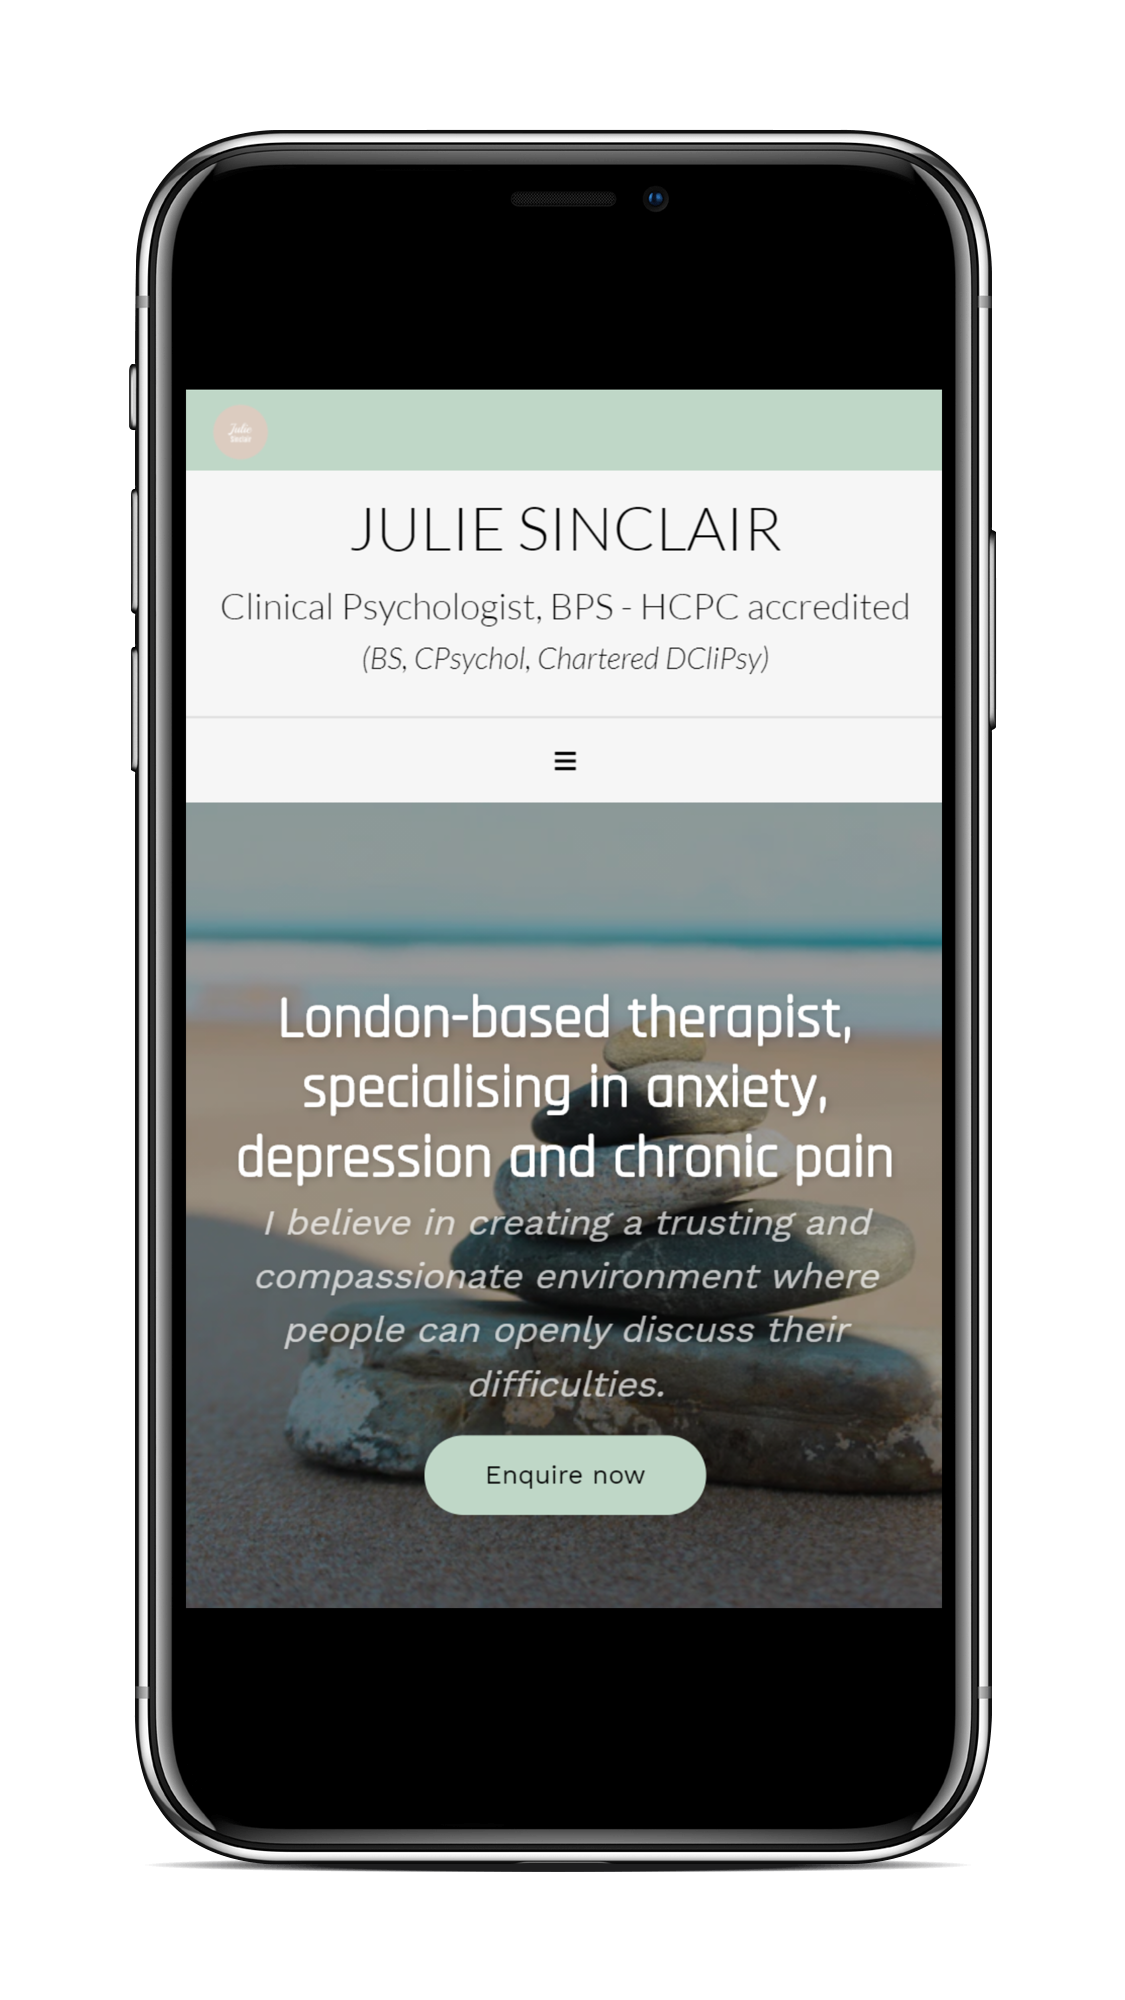 Julie
JULIE SINCLAIR
Clinical Psychologist, BPS - HCPC accredited
(BS, CPsychol, Chartered DCliPsy)
London-based therapist,
specialising in anxiety,
depression and chronic pain
I believe in creating a trusting and
compassionate environment where
people can openly discuss their
difficulties.
Enquire now